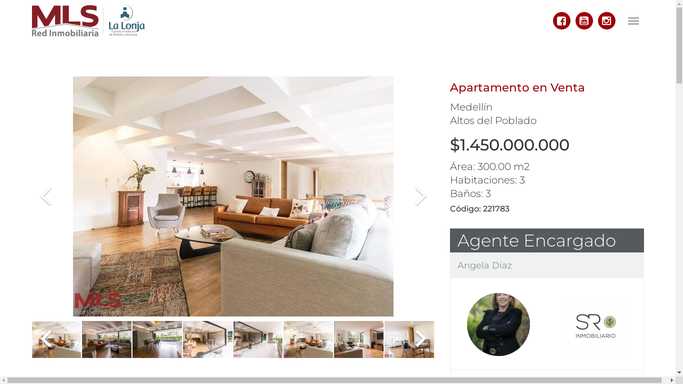 MLS
Red Inmobiliaria
La Lonja
Apartamento en Venta
Medellín
Altos del Poblado
$1.450.000.000
Área: 300.00 m2
Habitaciones: 3
Baños: 3
Código: 221783
MLS
Agente Encargado
Angela Diaz
SR
INMOBILIARIO